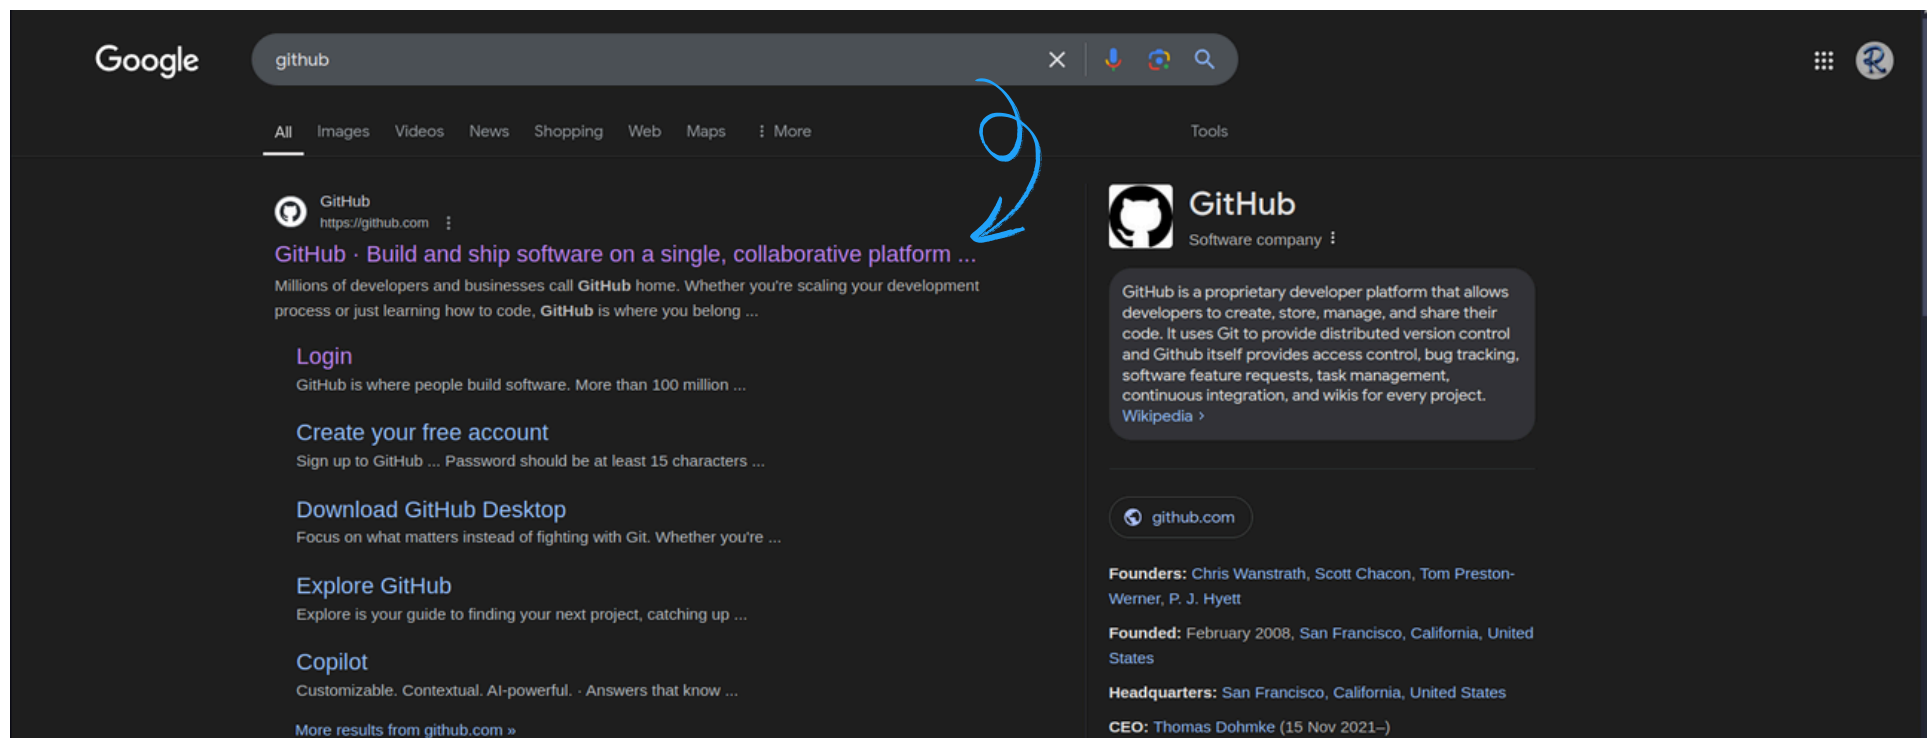 Google
github
All
Images
Videos
News
Shopping
Web
Maps
More
Tools
GitHub
https://github.com
GitHub · Build and ship software on a single, collaborative platform ...
Millions of developers and businesses call GitHub home. Whether you're scaling your development
process or just learning how to code, GitHub is where you belong ...
Login
GitHub is where people build software. More than 100 million ...
Create your free account
Sign up to GitHub ... Password should be at least 15 characters ...
Download GitHub Desktop
Focus on what matters instead of fighting with Git. Whether you're ...
Explore GitHub
Explore is your guide to finding your next project, catching up ...
Copilot
Customizable. Contextual. AI-powerful. · Answers that know ...
More results from github.com »
GitHub
Software company
GitHub is a proprietary developer platform that allows
developers to create, store, manage, and share their
code. It uses Git to provide distributed version control
and Github itself provides access control, bug tracking,
software feature requests, task management,
continuous integration, and wikis for every project.
Wikipedia ›
github.com
Founders: Chris Wanstrath, Scott Chacon, Tom Preston-
Werner, P. J. Hyett
Founded: February 2008, San Francisco, California, United
States
Headquarters: San Francisco, California, United States
CEO: Thomas Dohmke (15 Nov 2021–)
R